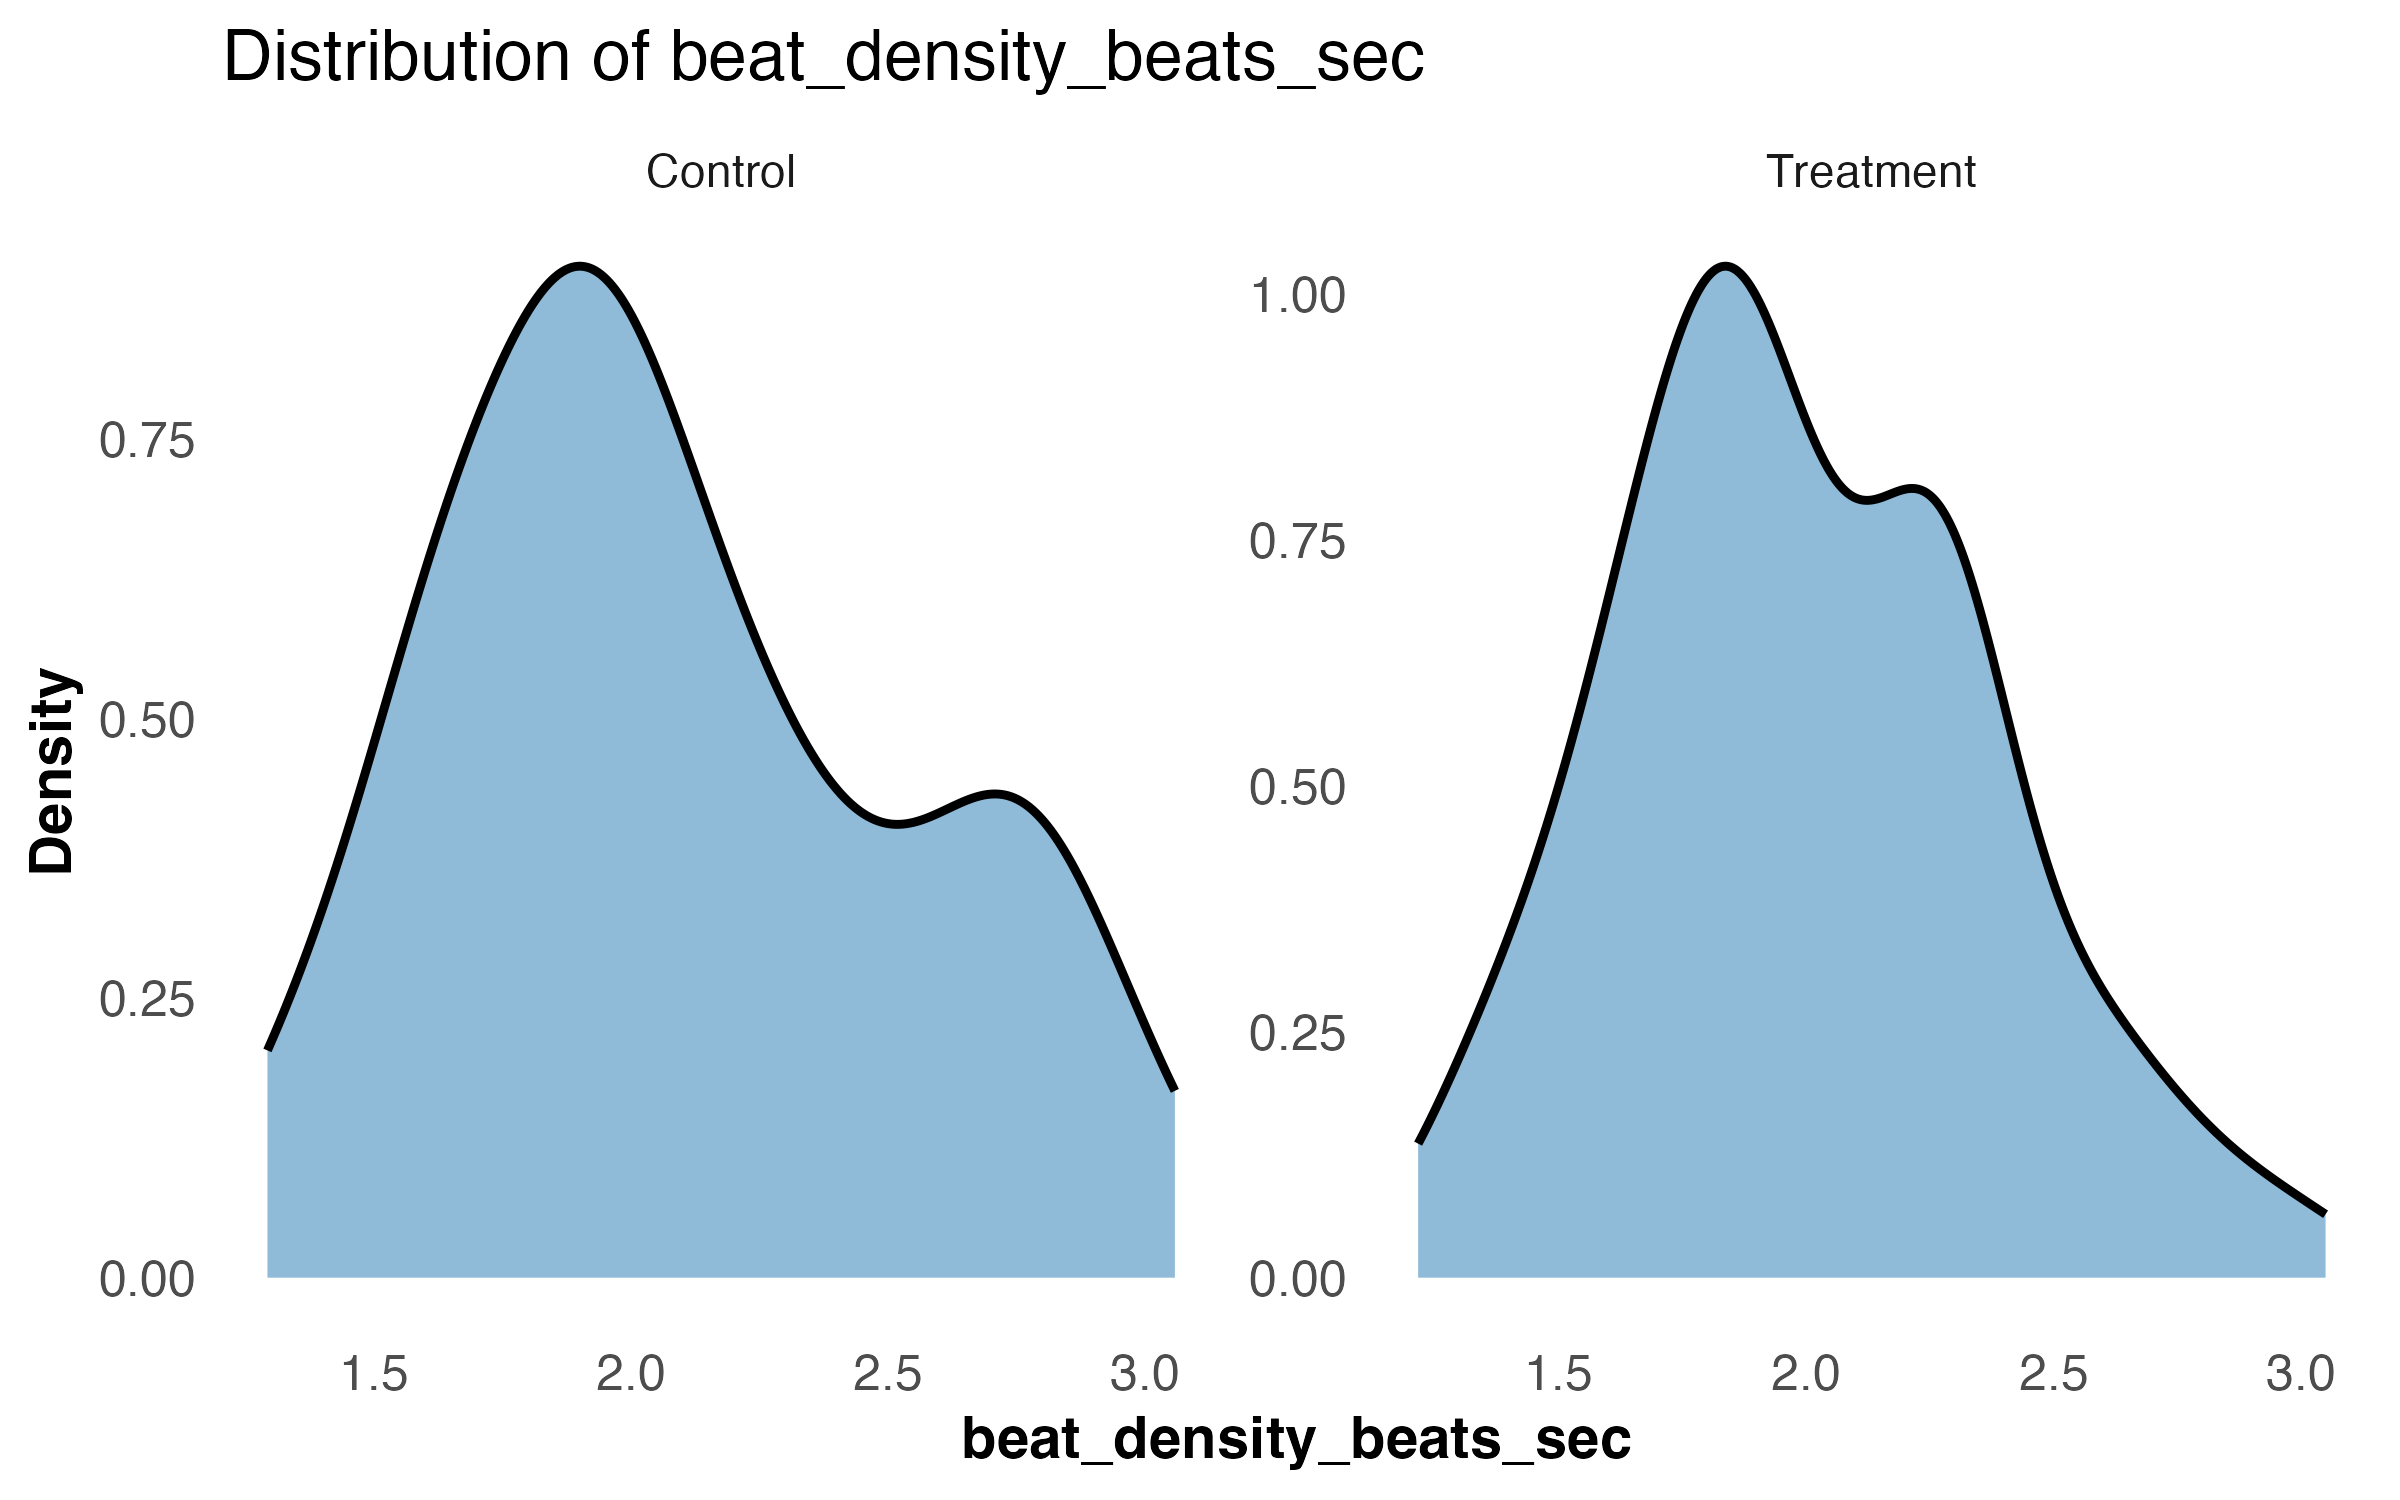 Distribution of beat_density_beats_sec
Control
Treatment
Density
0.75
0.50
0.25
0.00
1.00
0.75
0.50
0.25
0.00
1.5 2.0 2.5 3.0
1.5 2.0 2.5 3.0
beat_density_beats_sec